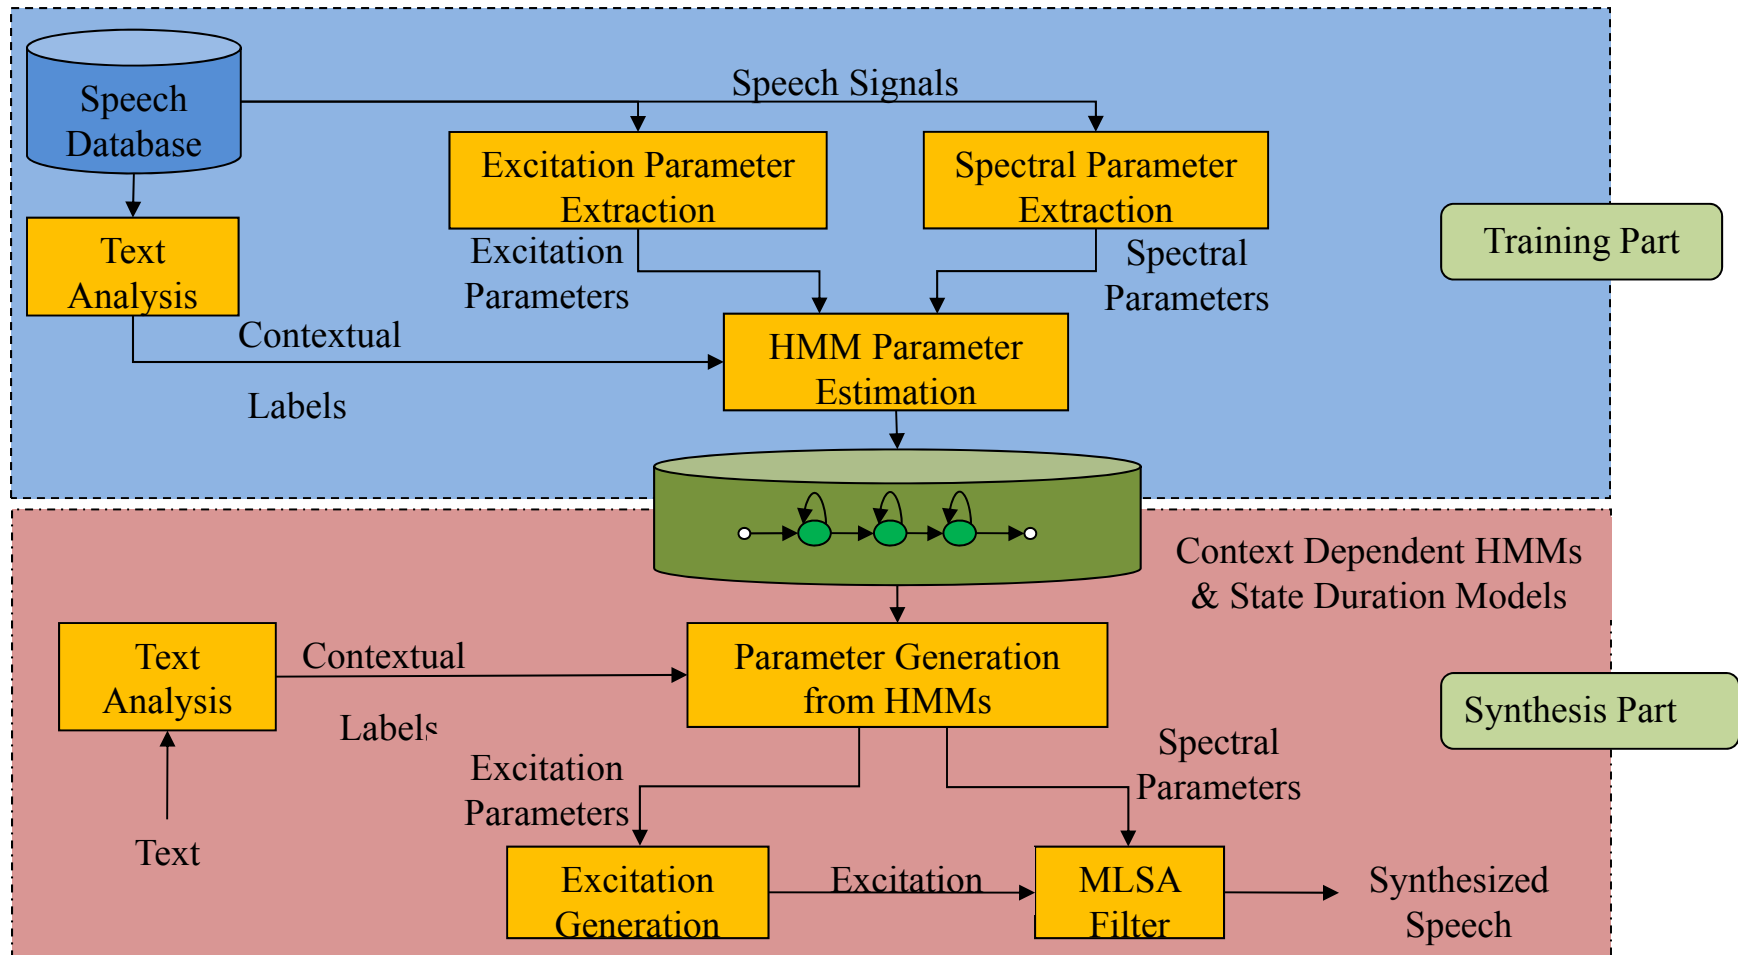 Speech
Database
Speech Signals
Excitation Parameter
Extraction
Spectral Parameter
Extraction
Text
Analysis
Excitation
Parameters
Spectral
Parameters
Training Part
Contextual
Labels
HMM Parameter
Estimation
Context Dependent HMMs
& State Duration Models
Text
Analysis
Contextual
Labels
Parameter Generation
from HMMs
Synthesis Part
Excitation
Parameters
Spectral
Parameters
Text
Excitation
Generation
Excitation
MLSA
Filter
Synthesized
Speech